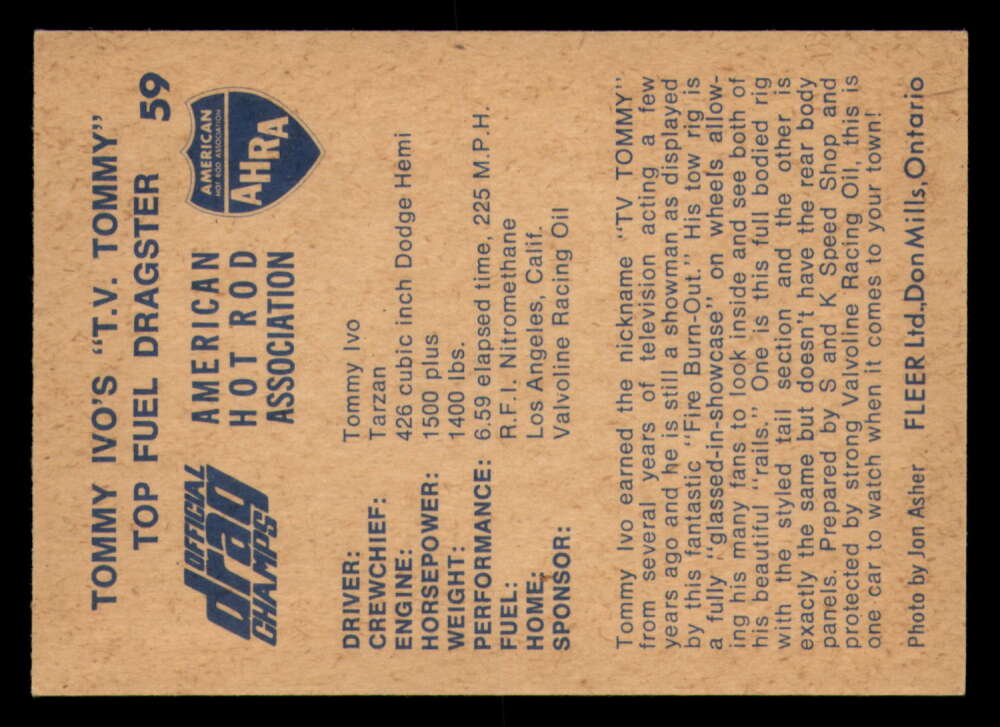 TOMMY IVO'S "T.V. TOMMY"
TOP FUEL DRAGSTER 59
OFFICIAL
drag
CHAMPS
AMERICAN
HOT ROD
ASSOCIATION
AMERICAN
HOT ROD ASSOCIATION
AHRA
DRIVER: Tommy Ivo
CREWCHIEF: Tarzan
ENGINE: 426 cubic inch Dodge Hemi
HORSEPOWER: 1500 plus
WEIGHT: 1400 lbs.
PERFORMANCE: 6.59 elapsed time, 225 M.P.H.
FUEL: R.F.I. Nitromethane
HOME: Los Angeles, Calif.
SPONSOR: Valvoline Racing Oil
Tommy Ivo earned the nickname "TV TOMMY"
from several years of television acting a few
years ago and he is still a showman as displayed
by this fantastic "Fire Burn-Out." His tow rig is
a fully "glassed-in-showcase" on wheels allow-
ing his many fans to look inside and see both of
his beautiful "rails." One is this full bodied rig
with the styled tail section and the other is
exactly the same but doesn't have the rear body
panels. Prepared by S and K Speed Shop and
protected by strong Valvoline Racing Oil, this is
one car to watch when it comes to your town!
Photo by Jon Asher FLEER Ltd., Don Mills, Ontario